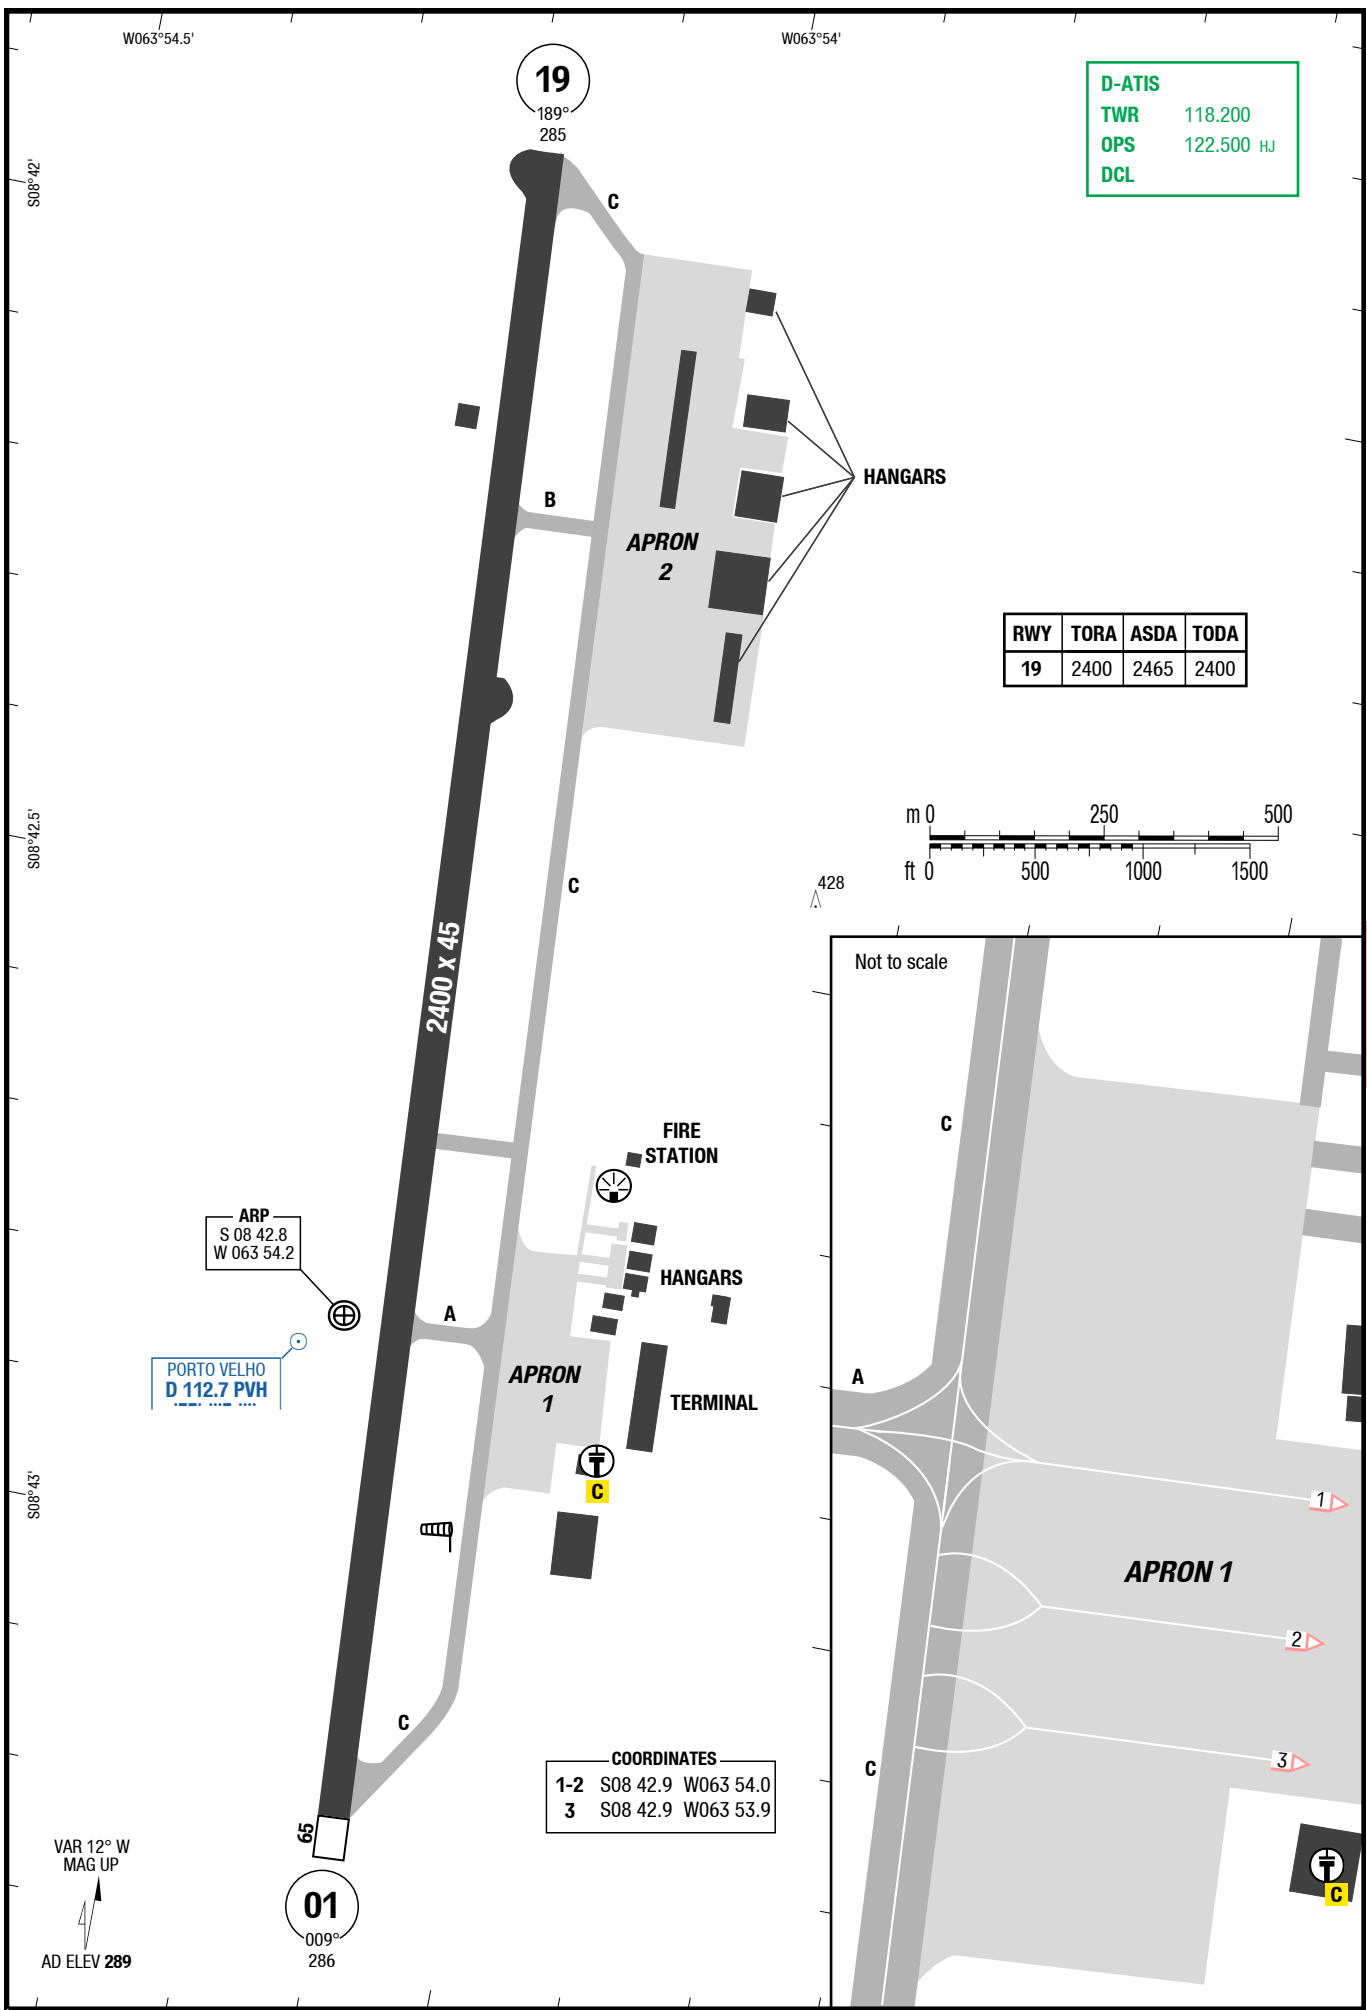 W063°54.5'
W063°54'
19
189°
285
D-ATIS
TWR 118.200
OPS 122.500 HJ
DCL
S08°42'
C
HANGARS
B
APRON
2
RWY TORA ASDA TODA
19 2400 2465 2400
m 0 250 500
ft 0 500 1000 1500
S08°42.5'
C
428
2400 x 45
Not to scale
C
FIRE
STATION
ARP
S 08 42.8
W 063 54.2
HANGARS
A
PORTO VELHO
D 112.7 PVH
APRON
1
TERMINAL
A
C
S08°43'
1
APRON 1
2
3
C
C
COORDINATES
1-2 S08 42.9 W063 54.0
3 S08 42.9 W063 53.9
65
VAR 12° W
MAG UP
01
009°
286
AD ELEV 289
C